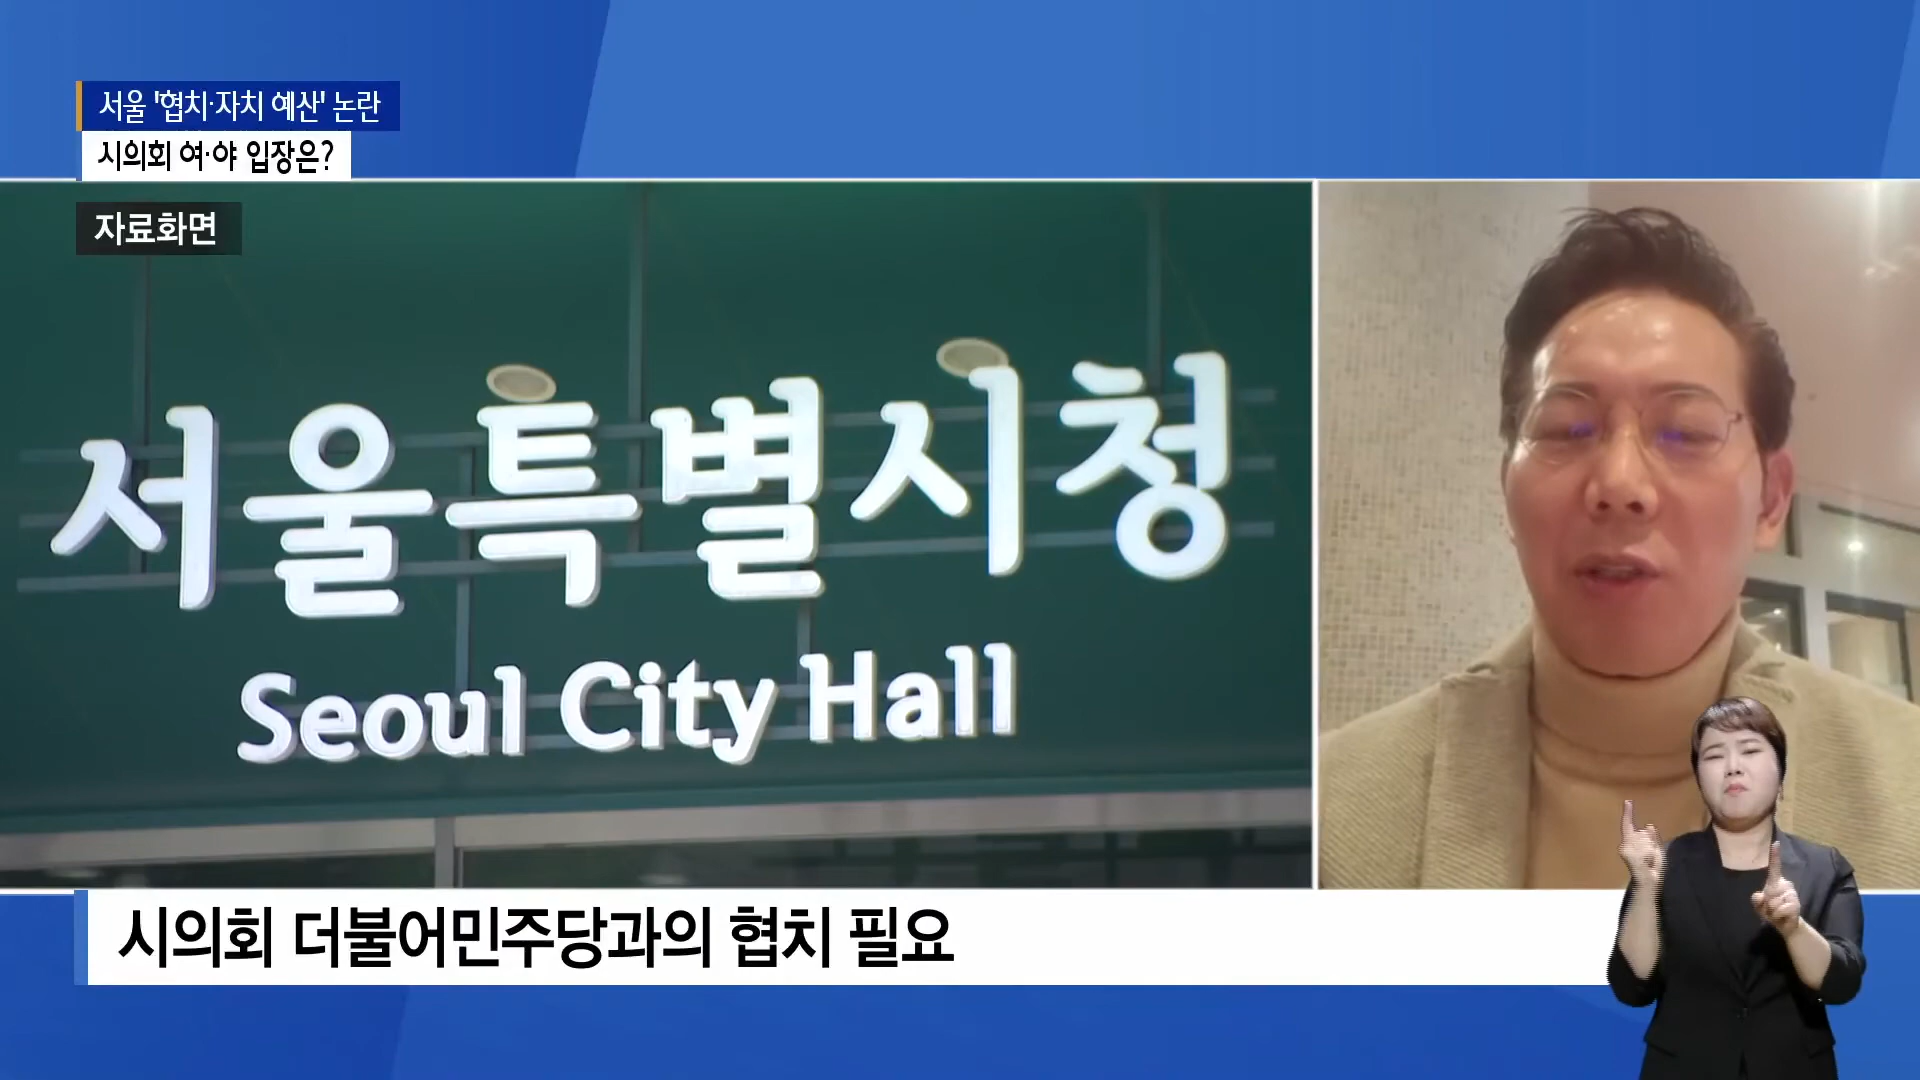 서울 '협치·자치 예산' 논란
시의회 여·야 입장은?
자료화면
서울특별시청
Seoul City Hall
시의회 더불어민주당과의 협치 필요